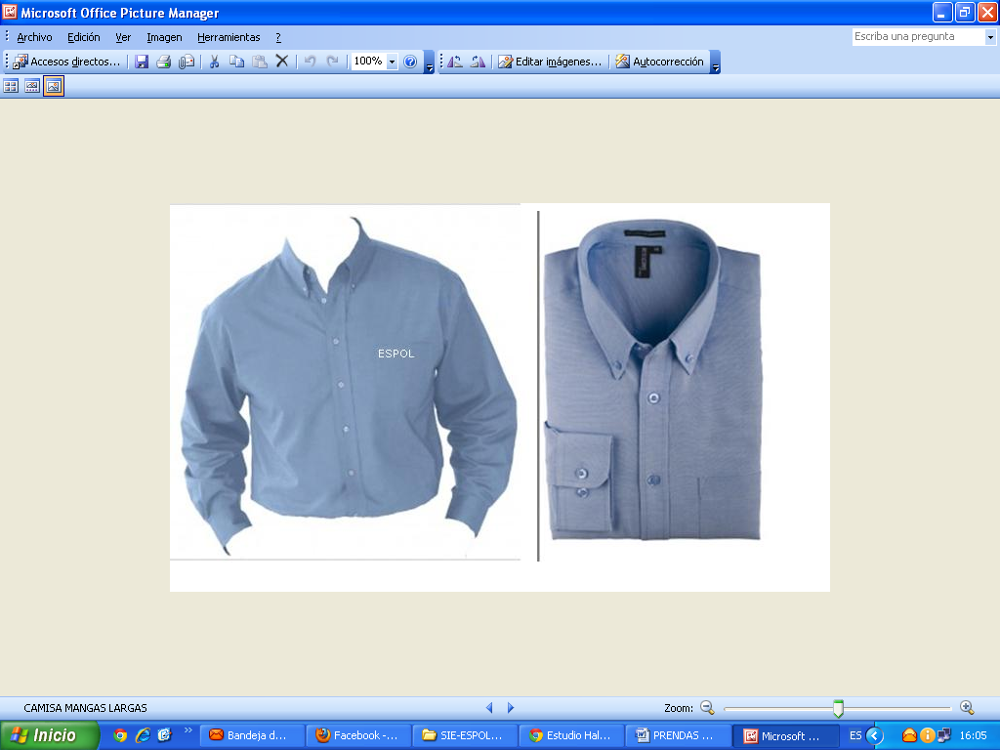 Microsoft Office Picture Manager
Archivo Edición Ver Imagen Herramientas ? Escriba una pregunta
Accesos directos... 100% Editar imágenes... Autocorrección
ESPOL
CAMISA MANGAS LARGAS Zoom:
Inicio Bandeja d... Facebook -... SIE-ESPOL... Estudio Hal... PRENDAS ... Microsoft ... ES 16:05